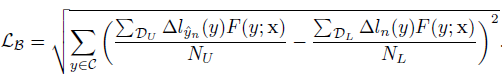 $\mathcal{L}_{\mathcal{B}} = \sqrt{\sum_{y \in \mathcal{C}} \left( \frac{\sum_{\mathcal{D}_U} \Delta l_{\hat{y}_n}(y) F(y; \mathrm{x})}{N_U} - \frac{\sum_{\mathcal{D}_L} \Delta l_n(y) F(y; \mathrm{x})}{N_L} \right)^2}.$